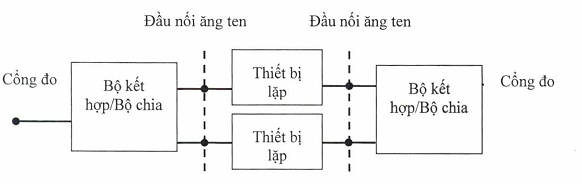 Đầu nối ăng ten
Đầu nối ăng ten
Cổng đo
Bộ kết
hợp/Bộ chia
Thiết bị
lặp
Thiết bị
lặp
Bộ kết
hợp/Bộ chia
Cổng đo